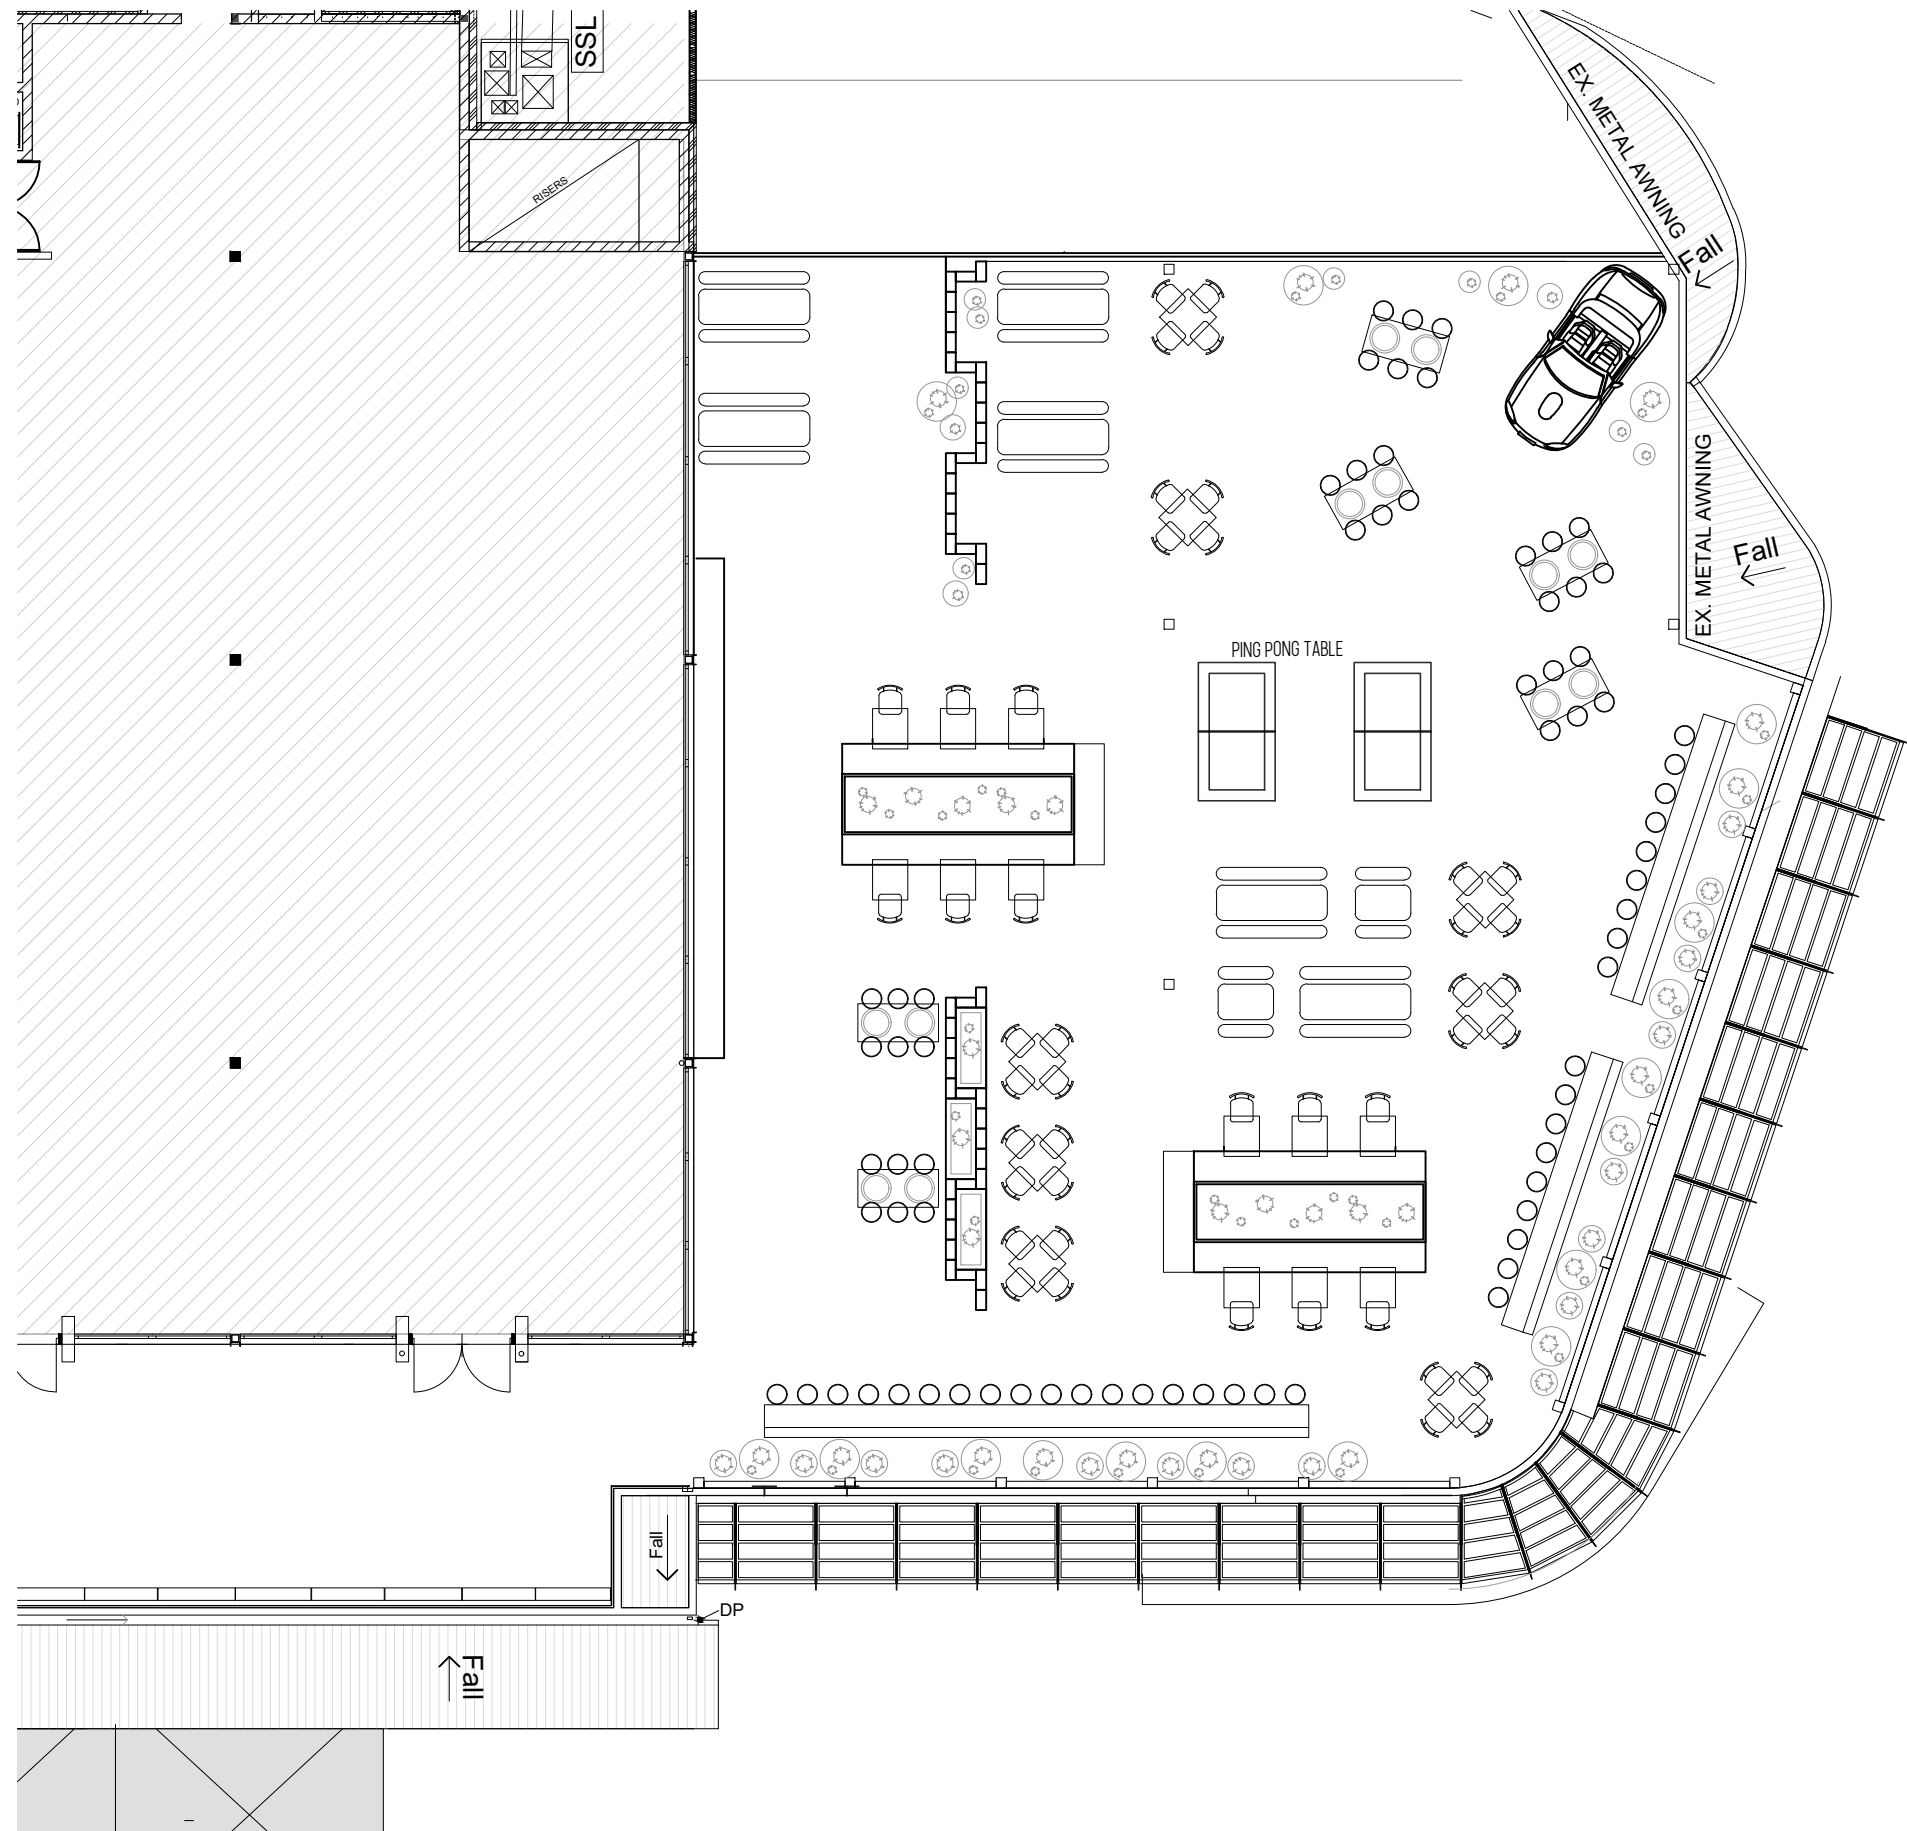 SSL
EX. METAL AWNING
RISERS
Fall
EX. METAL AWNING
Fall
PING PONG TABLE
Fall
DP
Fall